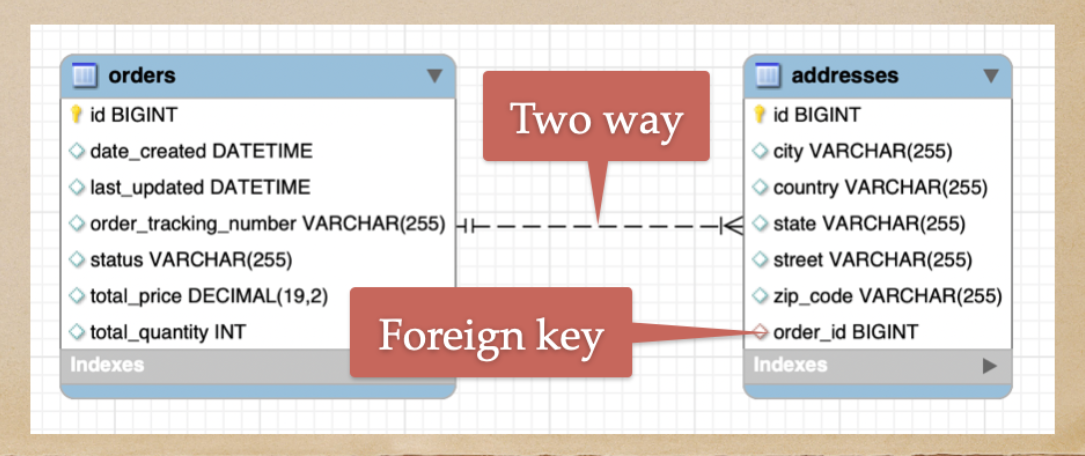 orders
id BIGINT
date_created DATETIME
last_updated DATETIME
order_tracking_number VARCHAR(255)
status VARCHAR(255)
total_price DECIMAL(19,2)
total_quantity INT
Indexes
Two way
Foreign key
addresses
id BIGINT
city VARCHAR(255)
country VARCHAR(255)
state VARCHAR(255)
street VARCHAR(255)
zip_code VARCHAR(255)
order_id BIGINT
Indexes